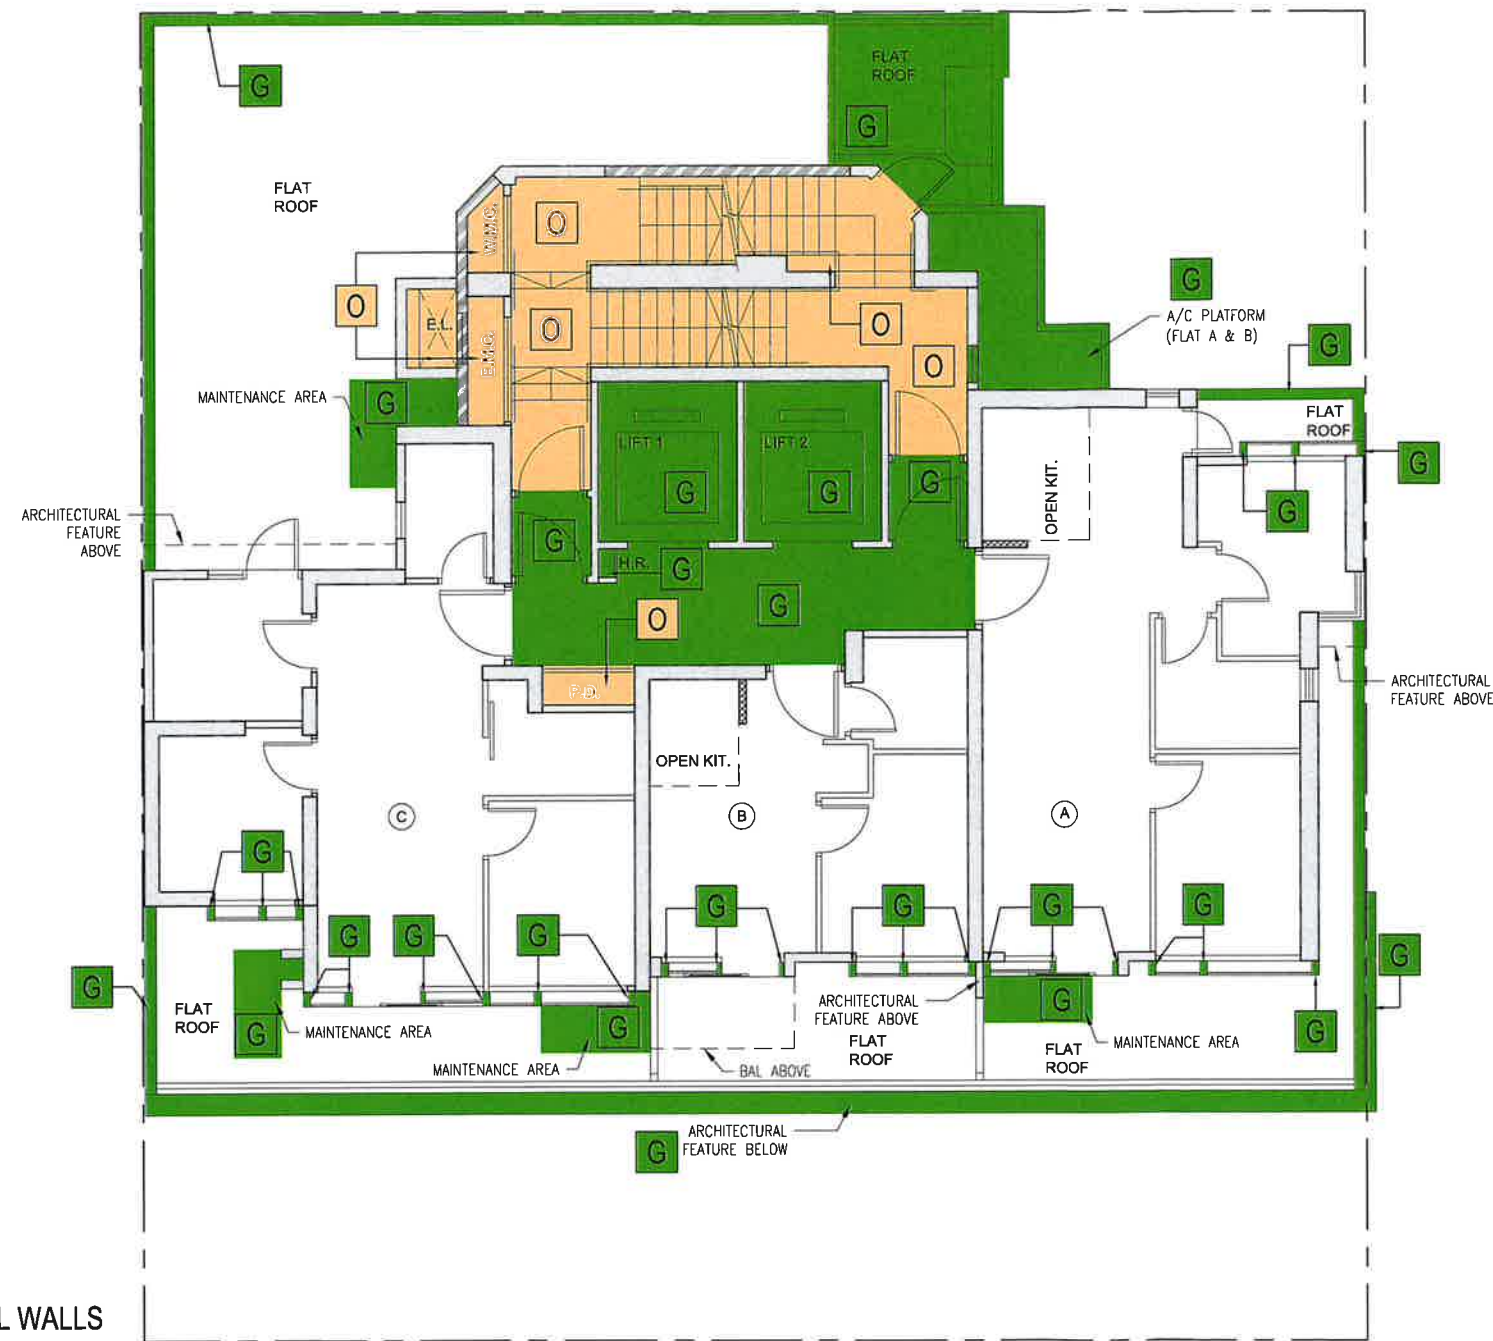 FLAT
ROOF
G
G
FLAT
ROOF
W.M.C.
O
G
A/C PLATFORM
(FLAT A & B)
O
E.L.
E.M.C.
O
O
O
G
MAINTENANCE AREA
G
FLAT
ROOF
LIFT 1
LIFT 2
G
G
G
G
OPEN KIT.
G
ARCHITECTURAL
FEATURE
ABOVE
G
H.R.
G
G
O
P.D.
ARCHITECTURAL
FEATURE ABOVE
OPEN KIT.
C
B
A
G
G
G
G
G
G
G
G
G
G
G
FLAT
ROOF
G
MAINTENANCE AREA
G
ARCHITECTURAL
FEATURE ABOVE
G
G
FLAT
ROOF
FLAT
ROOF
MAINTENANCE AREA
MAINTENANCE AREA
BAL ABOVE
G
ARCHITECTURAL
FEATURE BELOW
L WALLS